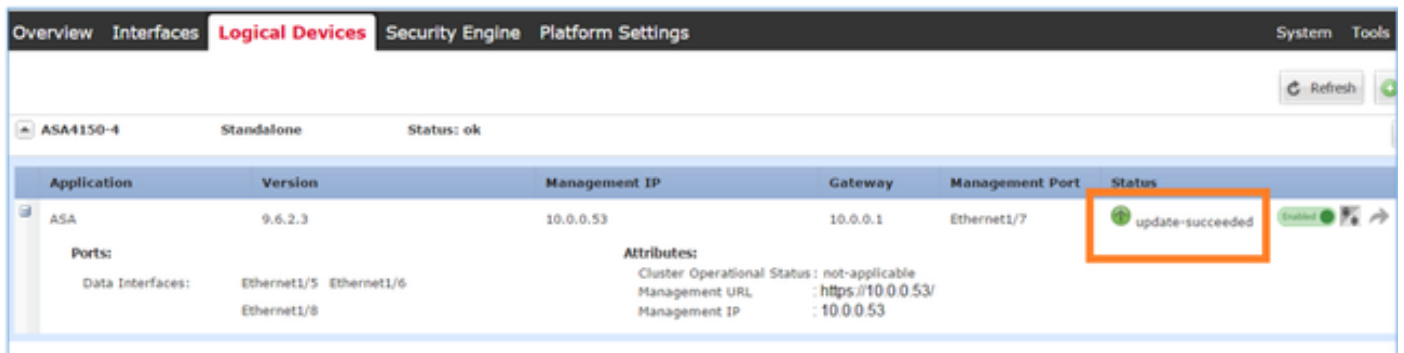 Overview Interfaces Logical Devices Security Engine Platform Settings System Tools
Refresh
ASA4150-4 Standalone Status: ok
Application Version Management IP Gateway Management Port Status
ASA 9.6.2.3 10.0.0.53 10.0.0.1 Ethernet1/7 update-succeeded Enabled
Ports: Attributes:
Data Interfaces: Ethernet1/5 Ethernet1/6 Cluster Operational Status : not-applicable
Management URL : https://10.0.0.53/
Ethernet1/8 Management IP : 10.0.0.53